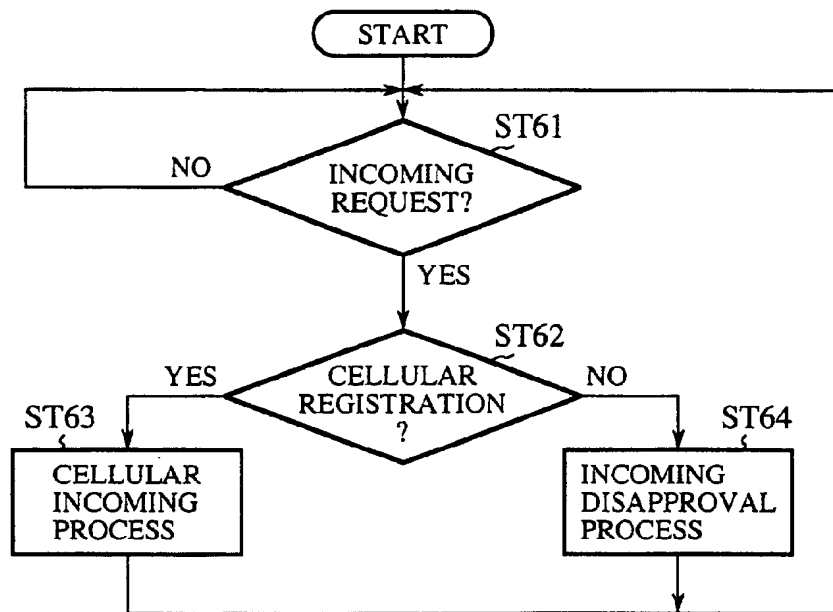 START
ST61
NO
INCOMING
REQUEST?
YES
ST62
YES
CELLULAR
REGISTRATION
?
NO
ST63
CELLULAR
INCOMING
PROCESS
ST64
INCOMING
DISAPPROVAL
PROCESS